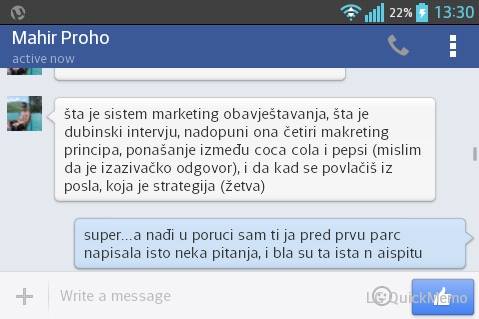 22% 13:30
Mahir Proho
active now
šta je sistem marketing obavještavanja, šta je
dubinski intervju, nadopuni ona četiri makreting
principa, ponašanje između coca cola i pepsi (mislim
da je izazivačko odgovor), i da kad se povlačiš iz
posla, koja je strategija (žetva)
super...a nađi u poruci sam ti ja pred prvu parc
napisala isto neka pitanja, i bla su ta ista n aispitu
Write a message
LG QuickMemo